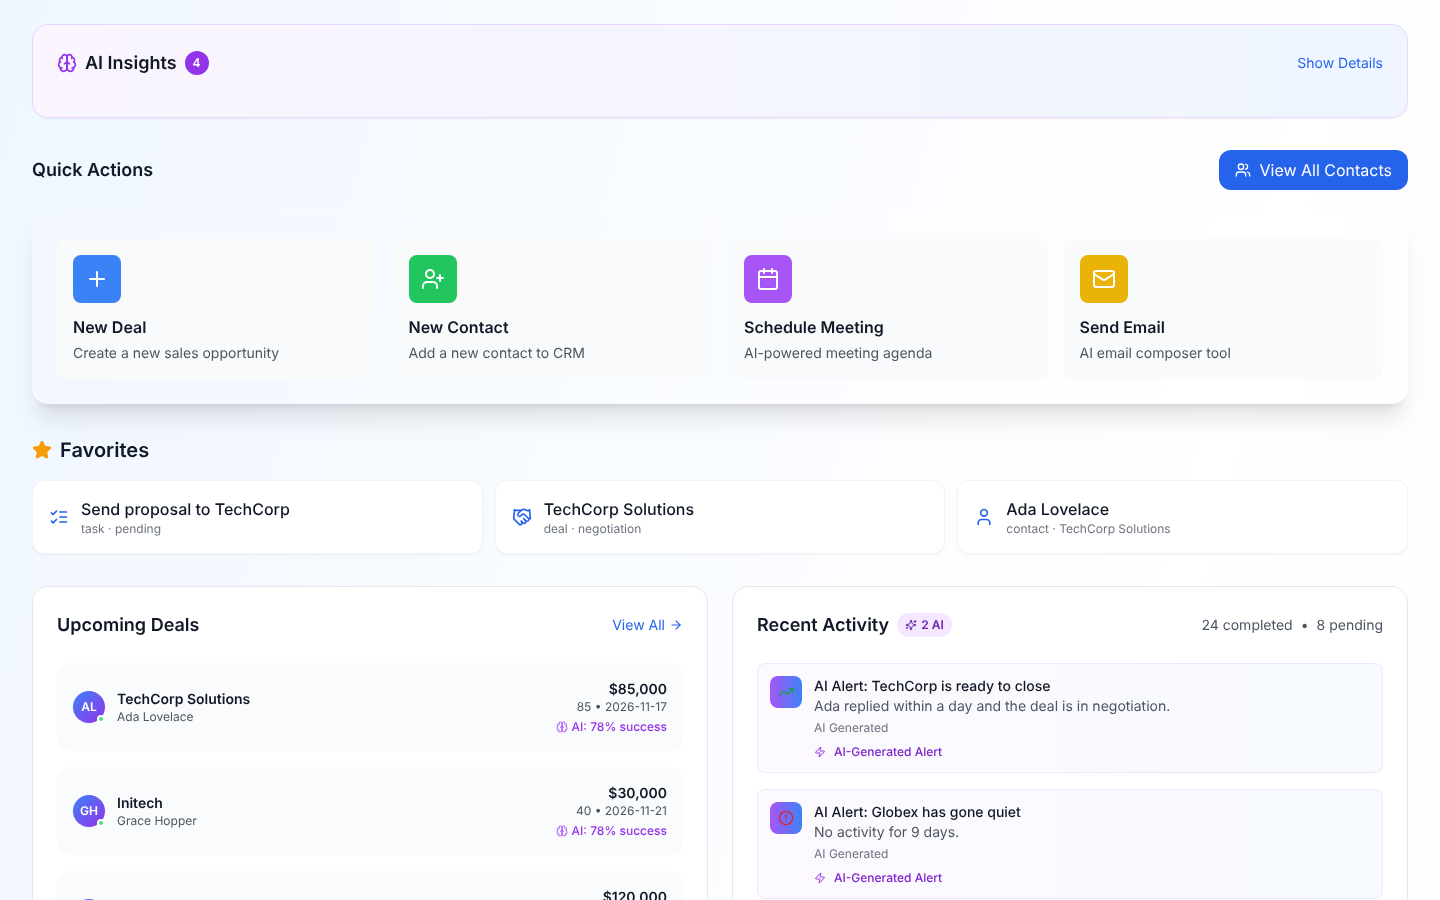 AI Insights 4
Show Details
Quick Actions
View All Contacts
New Deal
Create a new sales opportunity
New Contact
Add a new contact to CRM
Schedule Meeting
AI-powered meeting agenda
Send Email
AI email composer tool
Favorites
Send proposal to TechCorp
task · pending
TechCorp Solutions
deal · negotiation
Ada Lovelace
contact · TechCorp Solutions
Upcoming Deals
View All
AL
TechCorp Solutions
Ada Lovelace
$85,000
85 • 2026-11-17
AI: 78% success
GH
Initech
Grace Hopper
$30,000
40 • 2026-11-21
AI: 78% success
$120,000
Recent Activity
2 AI
24 completed • 8 pending
AI Alert: TechCorp is ready to close
Ada replied within a day and the deal is in negotiation.
AI Generated
AI-Generated Alert
AI Alert: Globex has gone quiet
No activity for 9 days.
AI Generated
AI-Generated Alert